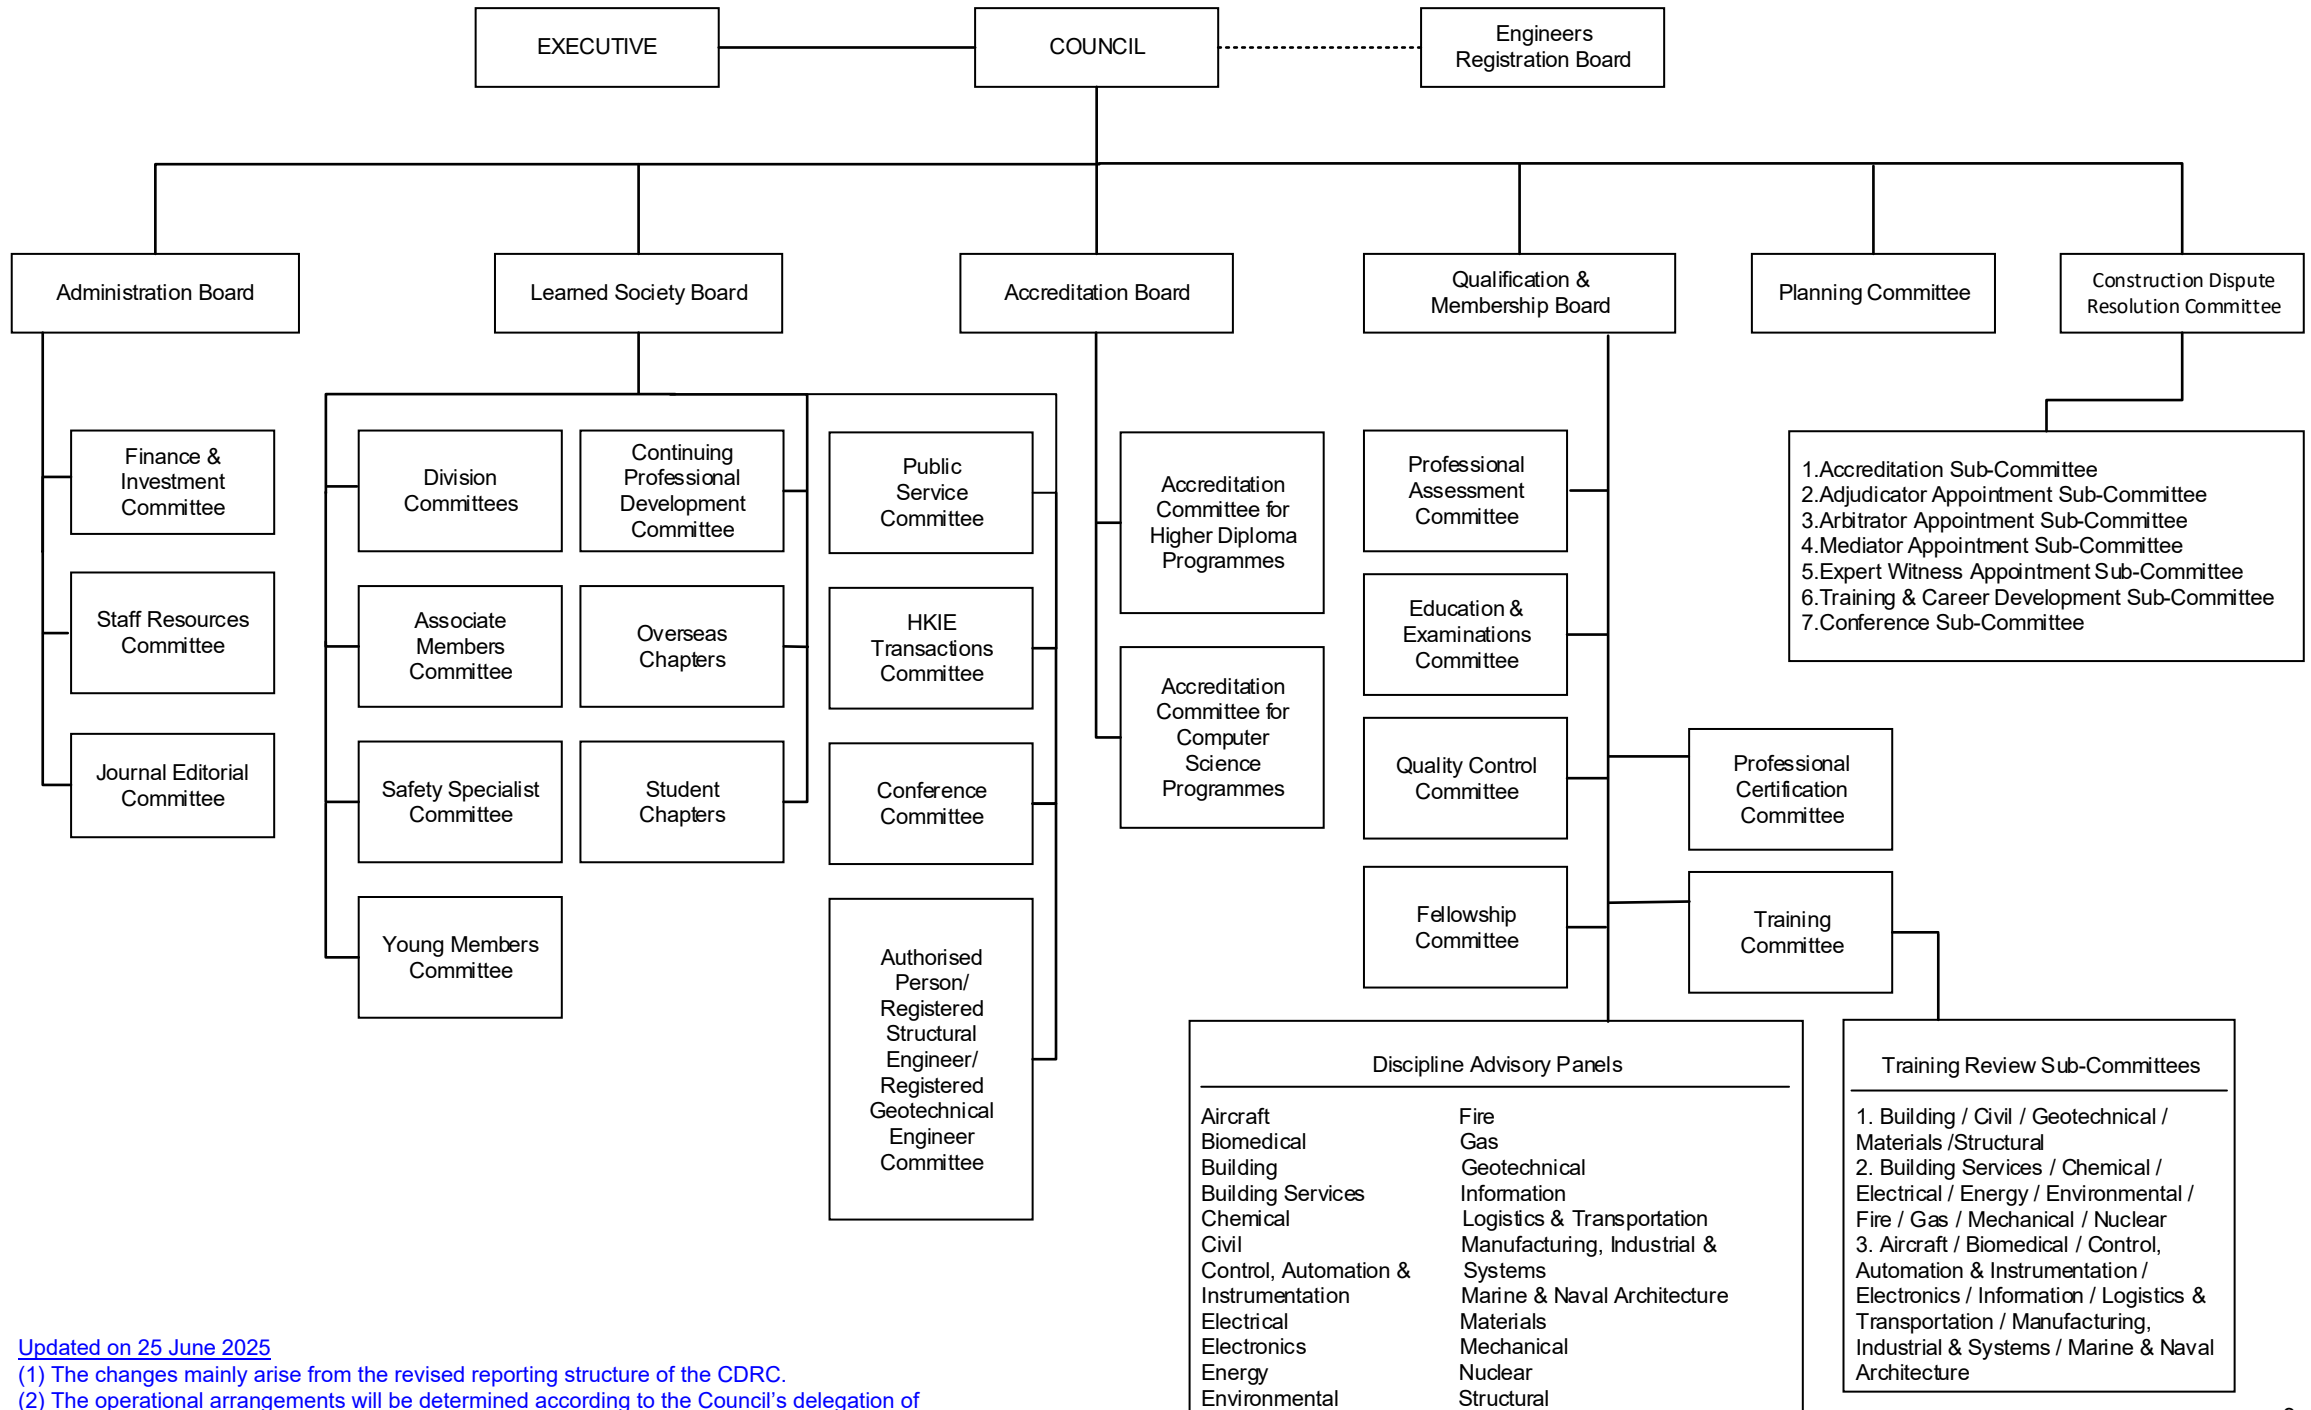 EXECUTIVE
COUNCIL
Engineers
Registration Board
Administration Board
Learned Society Board
Accreditation Board
Qualification &
Membership Board
Planning Committee
Construction Dispute
Resolution Committee
Finance &
Investment
Committee
Staff Resources
Committee
Journal Editorial
Committee
Division
Committees
Associate
Members
Committee
Safety Specialist
Committee
Young Members
Committee
Continuing
Professional
Development
Committee
Overseas
Chapters
Student
Chapters
Public
Service
Committee
HKIE
Transactions
Committee
Conference
Committee
Authorised
Person/
Registered
Structural
Engineer/
Registered
Geotechnical
Engineer
Committee
Accreditation
Committee for
Higher Diploma
Programmes
Accreditation
Committee for
Computer
Science
Programmes
Professional
Assessment
Committee
Education &
Examinations
Committee
Quality Control
Committee
Fellowship
Committee
Professional
Certification
Committee
Training
Committee
1.Accreditation Sub-Committee
2.Adjudicator Appointment Sub-Committee
3.Arbitrator Appointment Sub-Committee
4.Mediator Appointment Sub-Committee
5.Expert Witness Appointment Sub-Committee
6.Training & Career Development Sub-Committee
7.Conference Sub-Committee
Discipline Advisory Panels
Aircraft
Biomedical
Building
Building Services
Chemical
Civil
Control, Automation &
Instrumentation
Electrical
Electronics
Energy
Environmental
Fire
Gas
Geotechnical
Information
Logistics & Transportation
Manufacturing, Industrial &
Systems
Marine & Naval Architecture
Materials
Mechanical
Nuclear
Structural
Training Review Sub-Committees
1. Building / Civil / Geotechnical /
Materials /Structural
2. Building Services / Chemical /
Electrical / Energy / Environmental /
Fire / Gas / Mechanical / Nuclear
3. Aircraft / Biomedical / Control,
Automation & Instrumentation /
Electronics / Information / Logistics &
Transportation / Manufacturing,
Industrial & Systems / Marine & Naval
Architecture
Updated on 25 June 2025
(1) The changes mainly arise from the revised reporting structure of the CDRC.
(2) The operational arrangements will be determined according to the Council's delegation of